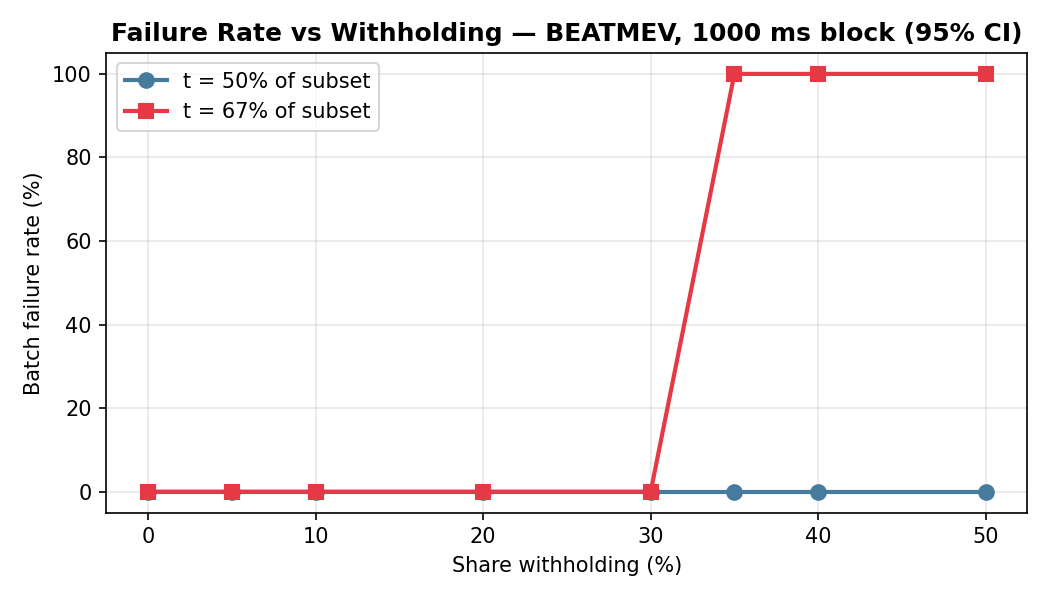 Failure Rate vs Withholding — BEATMEV, 1000 ms block (95% CI)
t = 50% of subset
t = 67% of subset
Batch failure rate (%)
100
80
60
40
20
0
0 10 20 30 40 50
Share withholding (%)